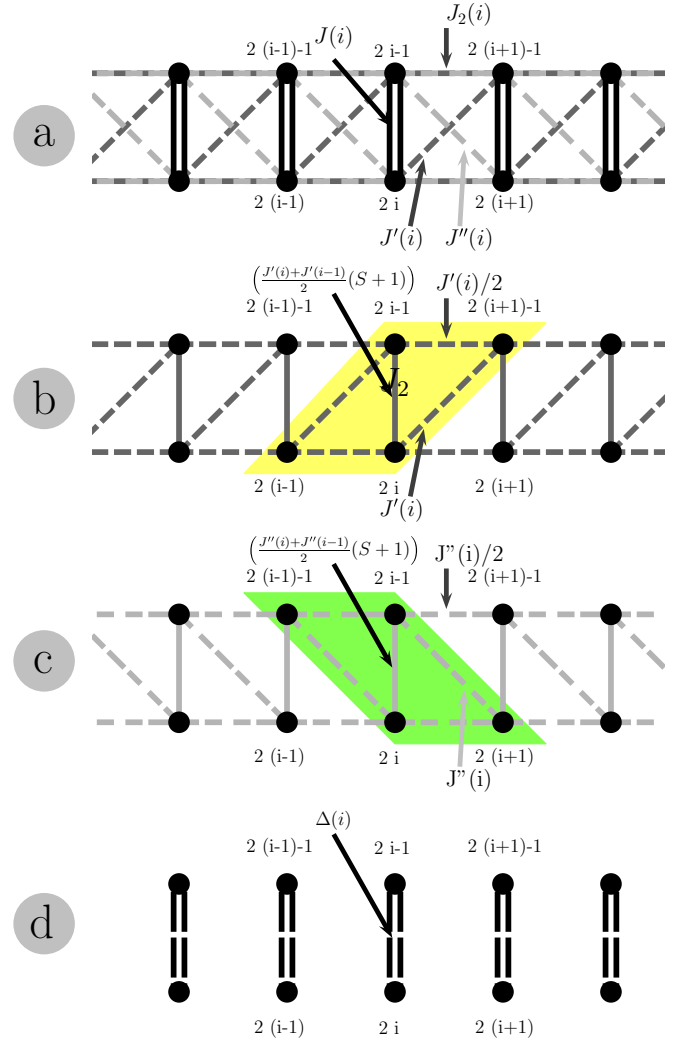 J₂(i)
J(i)
2 (i-1)-1 2 i-1 2 (i+1)-1
a
2 (i-1) 2 i 2 (i+1)
J′(i) J″(i)
(J′(i)+J′(i−1)/2 (S + 1)) J′(i)/2
2 (i-1)-1 2 i-1 2 (i+1)-1
b
J₂
2 (i-1) 2 i 2 (i+1)
J′(i)
(J″(i)+J″(i−1)/2 (S + 1)) J”(i)/2
2 (i-1)-1 2 i-1 2 (i+1)-1
c
2 (i-1) 2 i 2 (i+1)
J”(i)
Δ(i)
2 (i-1)-1 2 i-1 2 (i+1)-1
d
2 (i-1) 2 i 2 (i+1)